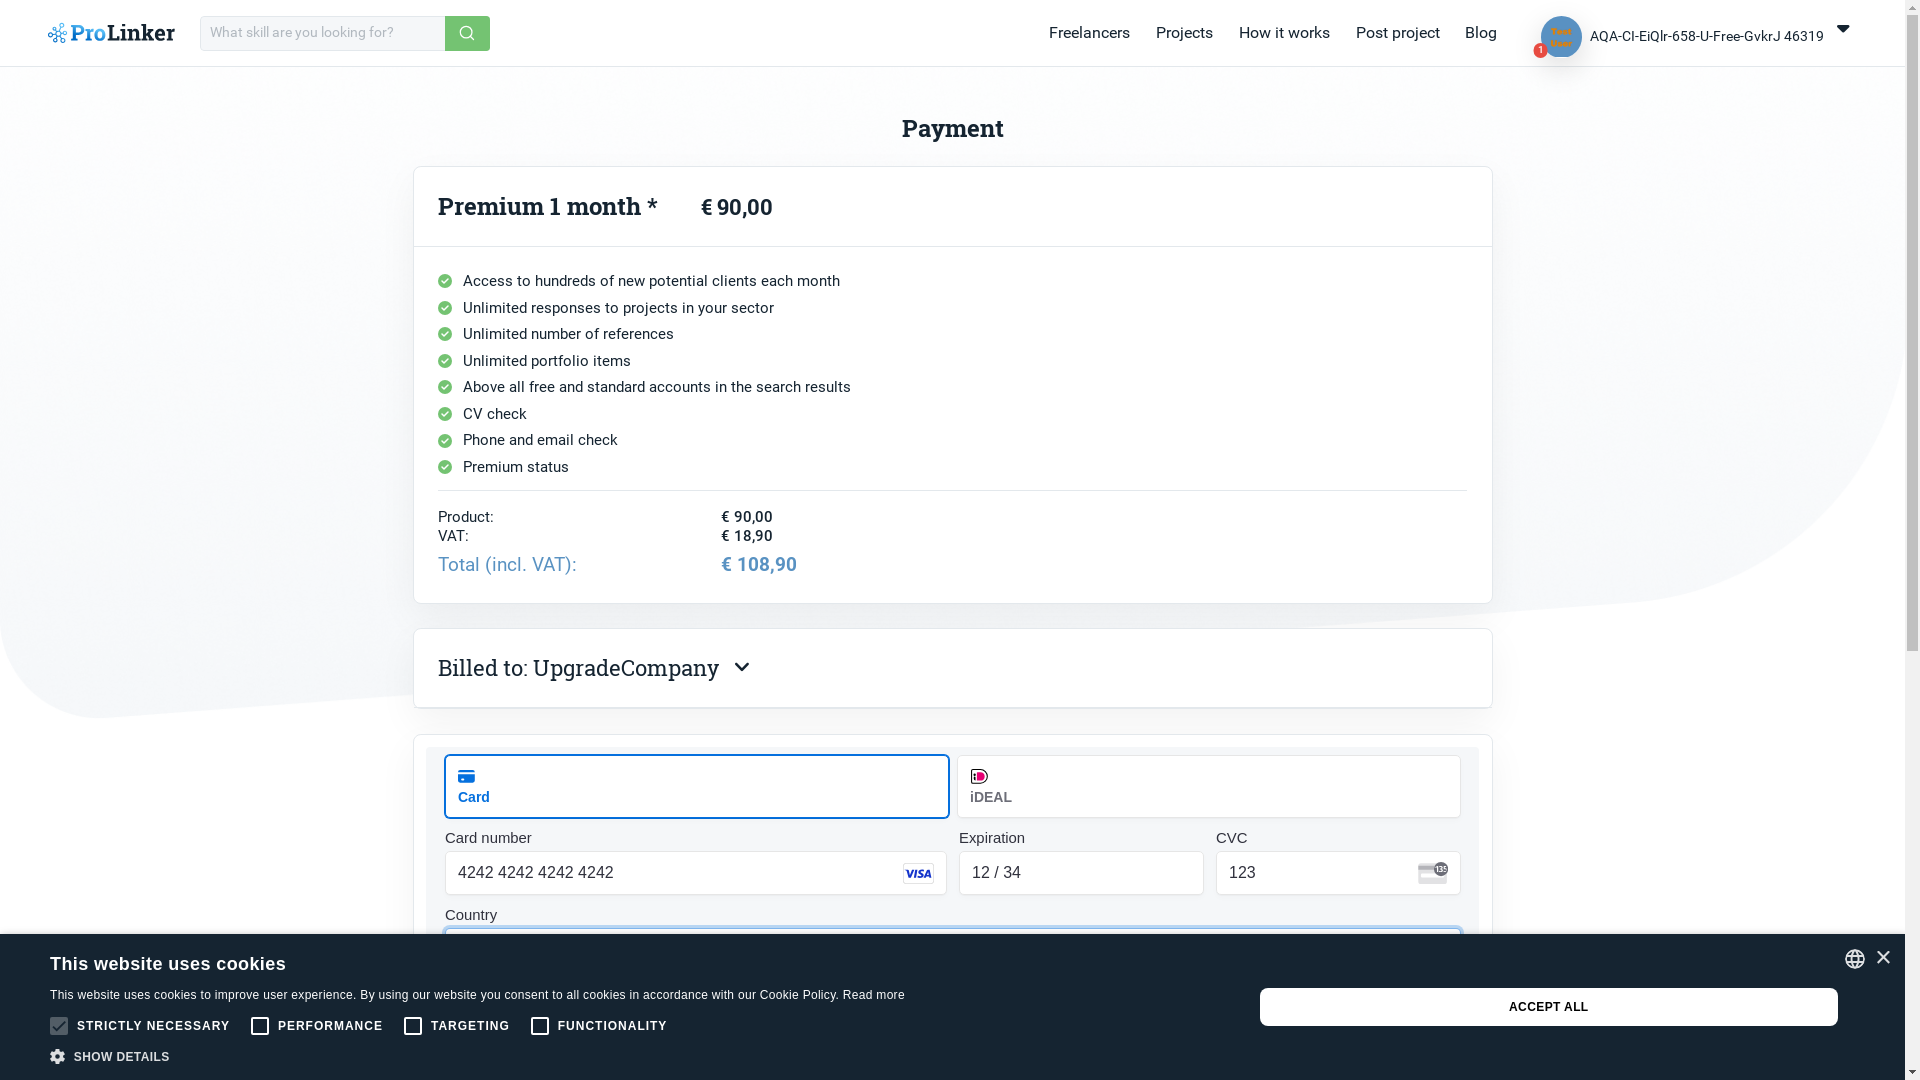 ProLinker
What skill are you looking for?
Freelancers
Projects
How it works
Post project
Blog
Test User
1
AQA-CI-EiQlr-658-U-Free-GvkrJ 46319
Payment
Premium 1 month * € 90,00
Access to hundreds of new potential clients each month
Unlimited responses to projects in your sector
Unlimited number of references
Unlimited portfolio items
Above all free and standard accounts in the search results
CV check
Phone and email check
Premium status
Product: € 90,00
VAT: € 18,90
Total (incl. VAT): € 108,90
Billed to: UpgradeCompany
Card
iDEAL
Card number
Expiration
CVC
4242 4242 4242 4242
VISA
12 / 34
123
135
Country
This website uses cookies
This website uses cookies to improve user experience. By using our website you consent to all cookies in accordance with our Cookie Policy. Read more
STRICTLY NECESSARY
PERFORMANCE
TARGETING
FUNCTIONALITY
SHOW DETAILS
ACCEPT ALL